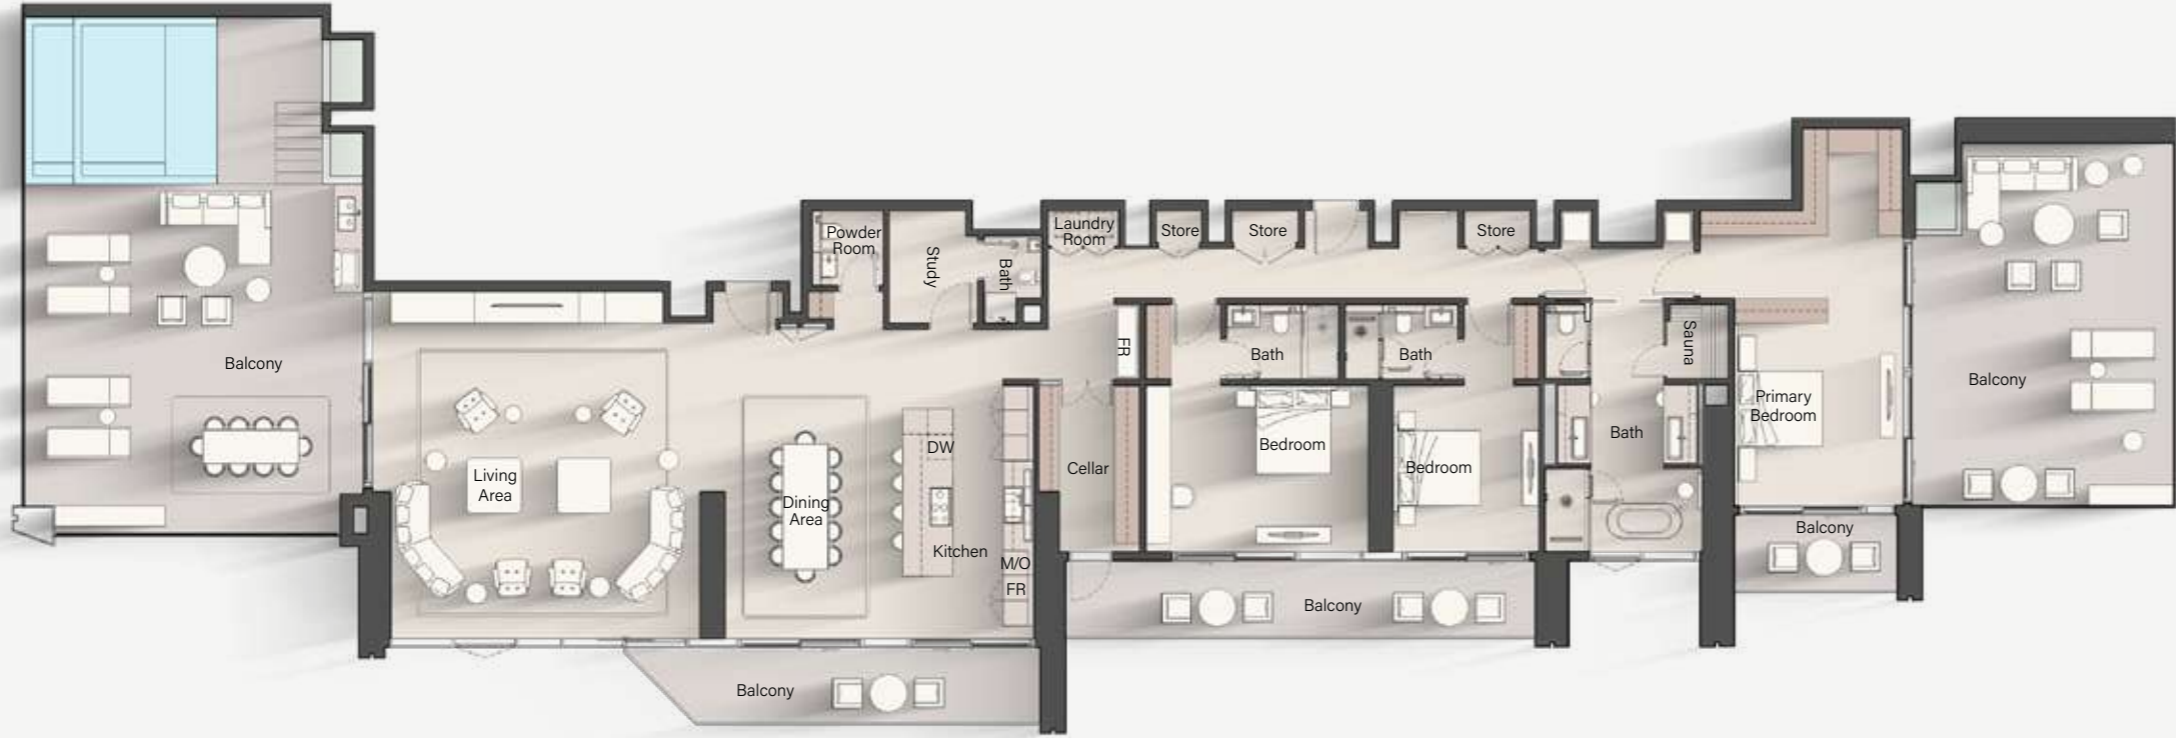 Balcony
Living
Area
Powder
Room
Study
Bath
Dining
Area
DW
Kitchen
M/O
FR
Balcony
Laundry
Room
Store
Store
Store
FR
Cellar
Bath
Bedroom
Bath
Bedroom
Balcony
Bath
Sauna
Primary
Bedroom
Balcony
Balcony